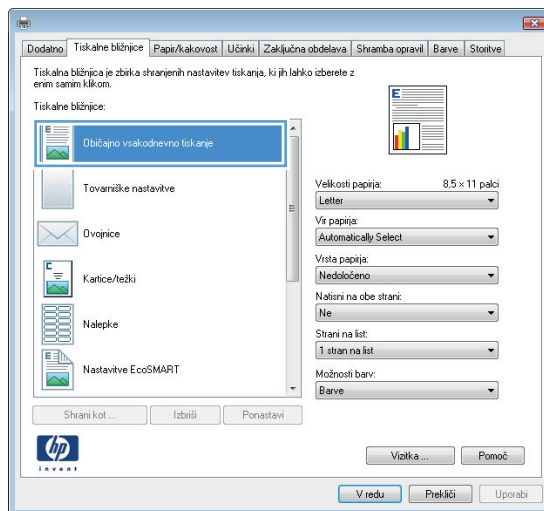 Dodatno Tiskalne bližnjice Papir/kakovost Učinki Zaključna obdelava Shramba opravil Barve Storitve
Tiskalna bližnjica je zbirka shranjenih nastavitev tiskanja, ki jih lahko izberete z
enim samim klikom.
Tiskalne bližnjice:
Običajno vsakodnevno tiskanje
Tovarniške nastavitve
Ovojnice
Kartice/težki
Nalepke
Nastavitve EcoSMART
Shrani kot ... Izbriši Ponastavi
E
Velikosti papirja: 8,5 × 11 palci
Letter
Vir papirja:
Automatically Select
Vrsta papirja:
Nedoločeno
Natisni na obe strani:
Ne
Strani na list:
1 stran na list
Možnosti barv:
Barve
hp
invent
Vizitka ... Pomoč
V redu Prekliči Uporabi